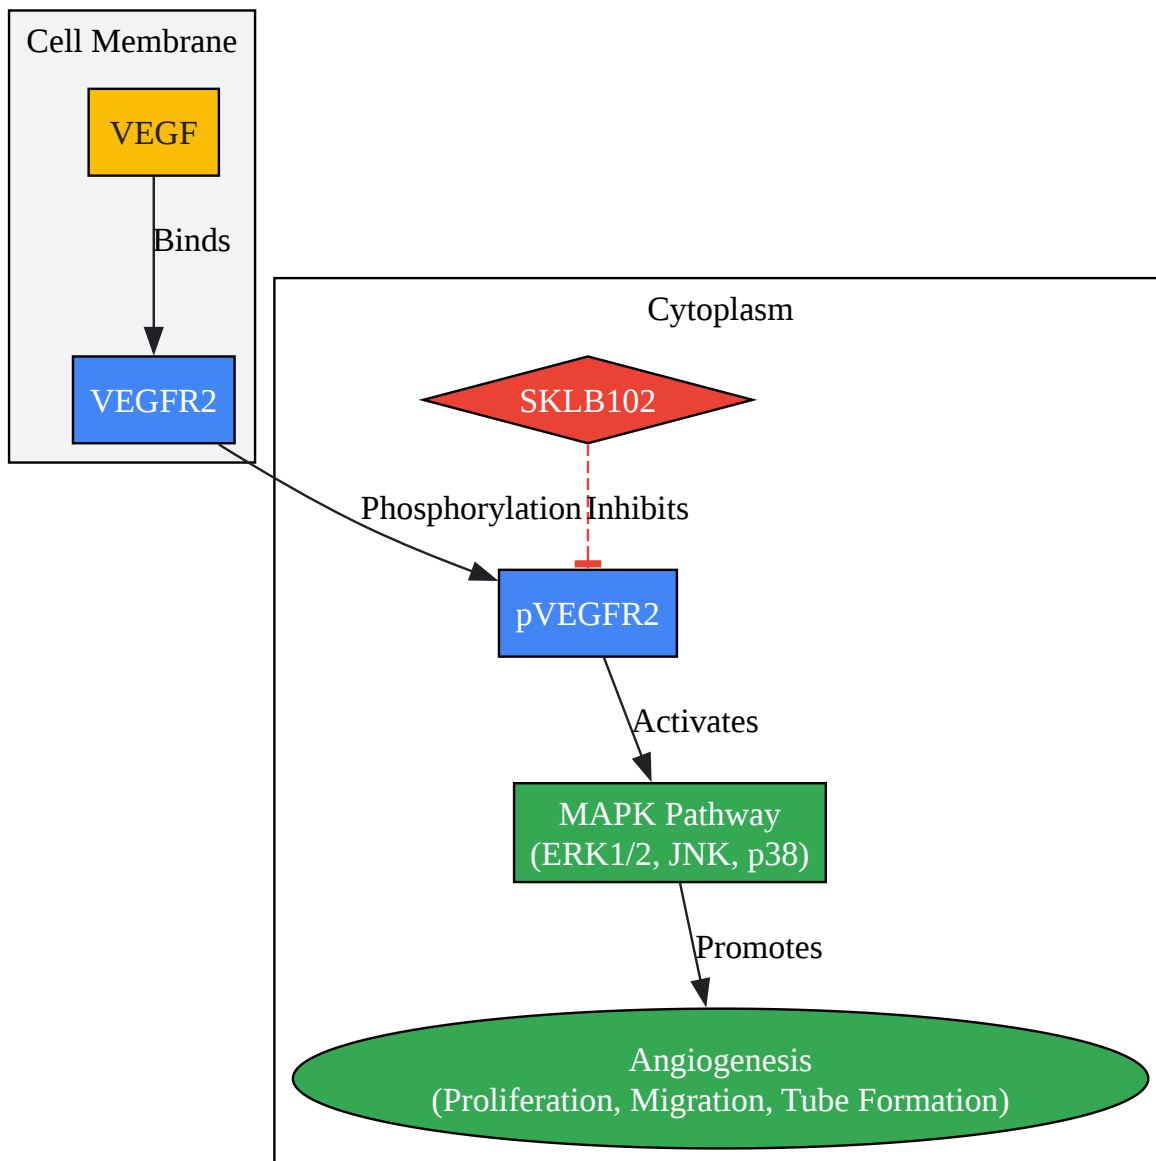 Cell Membrane
VEGF
Binds
Cytoplasm
VEGFR2
SKLB102
Phosphorylation
Inhibits
pVEGFR2
Activates
MAPK Pathway
(ERK1/2, JNK, p38)
Promotes
Angiogenesis
(Proliferation, Migration, Tube Formation)